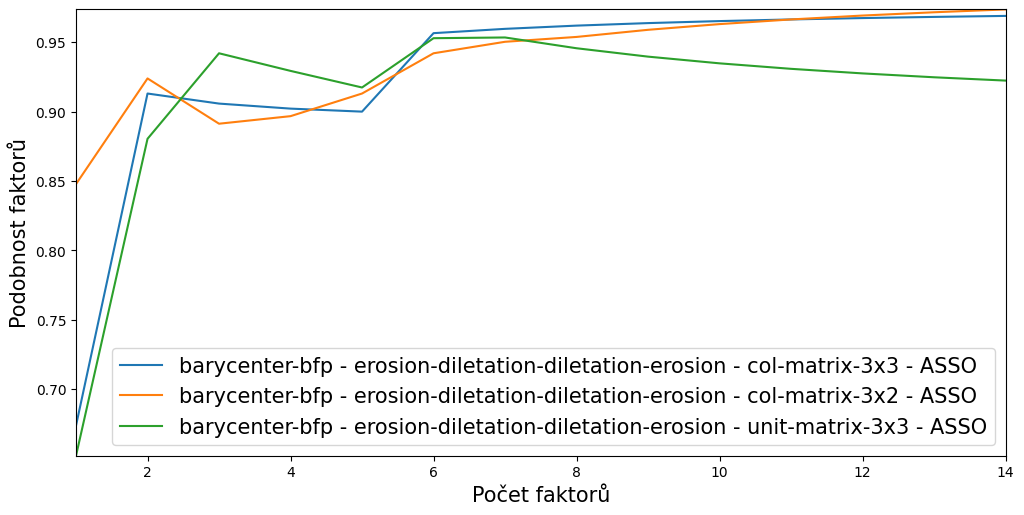 0.95
0.90
0.85
0.80
0.75
0.70
Podobnost faktorů
barycenter-bfp - erosion-diletation-diletation-erosion - col-matrix-3x3 - ASSO
barycenter-bfp - erosion-diletation-diletation-erosion - col-matrix-3x2 - ASSO
barycenter-bfp - erosion-diletation-diletation-erosion - unit-matrix-3x3 - ASSO
2 4 6 8 10 12 14
Počet faktorů